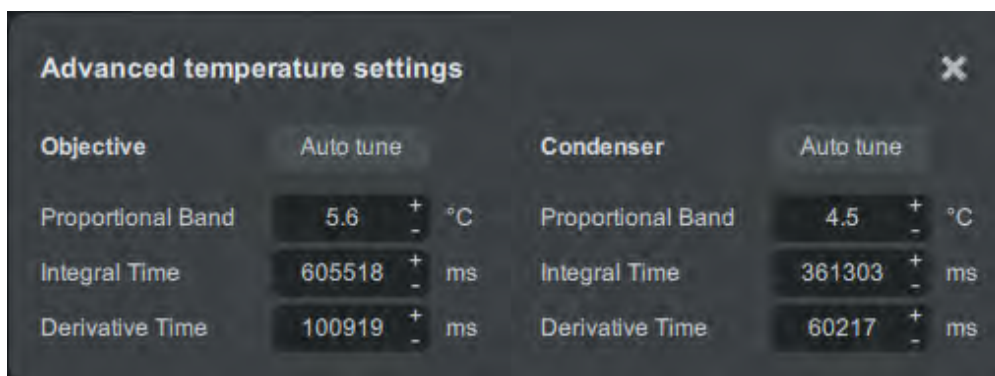 Advanced temperature settings ✖
Objective Auto tune Condenser Auto tune
Proportional Band 5.6 + - °C Proportional Band 4.5 + - °C
Integral Time 605518 + - ms Integral Time 361303 + - ms
Derivative Time 100919 + - ms Derivative Time 60217 + - ms